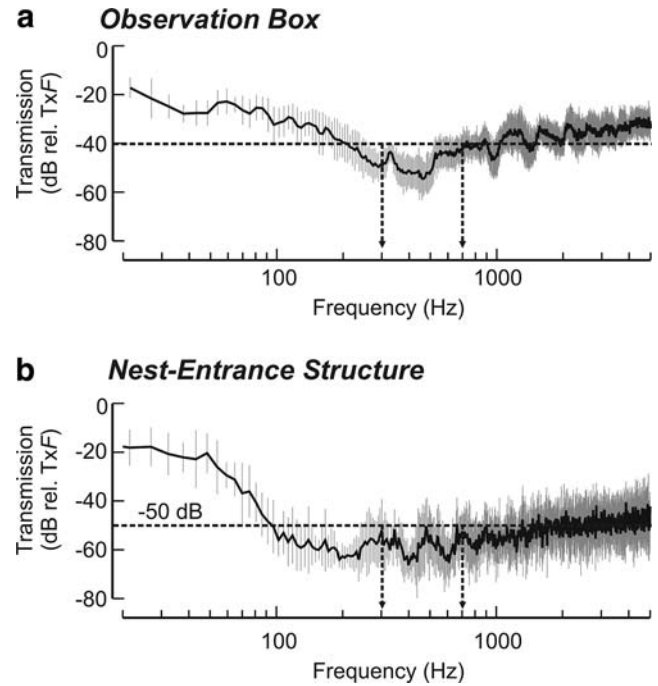 a Observation Box
0
-20
-40
-60
-80
Transmission
(dB rel. TxF)
100 1000
Frequency (Hz)
b Nest-Entrance Structure
0
-20
-40
-60
-80
Transmission
(dB rel. TxF)
-50 dB
100 1000
Frequency (Hz)